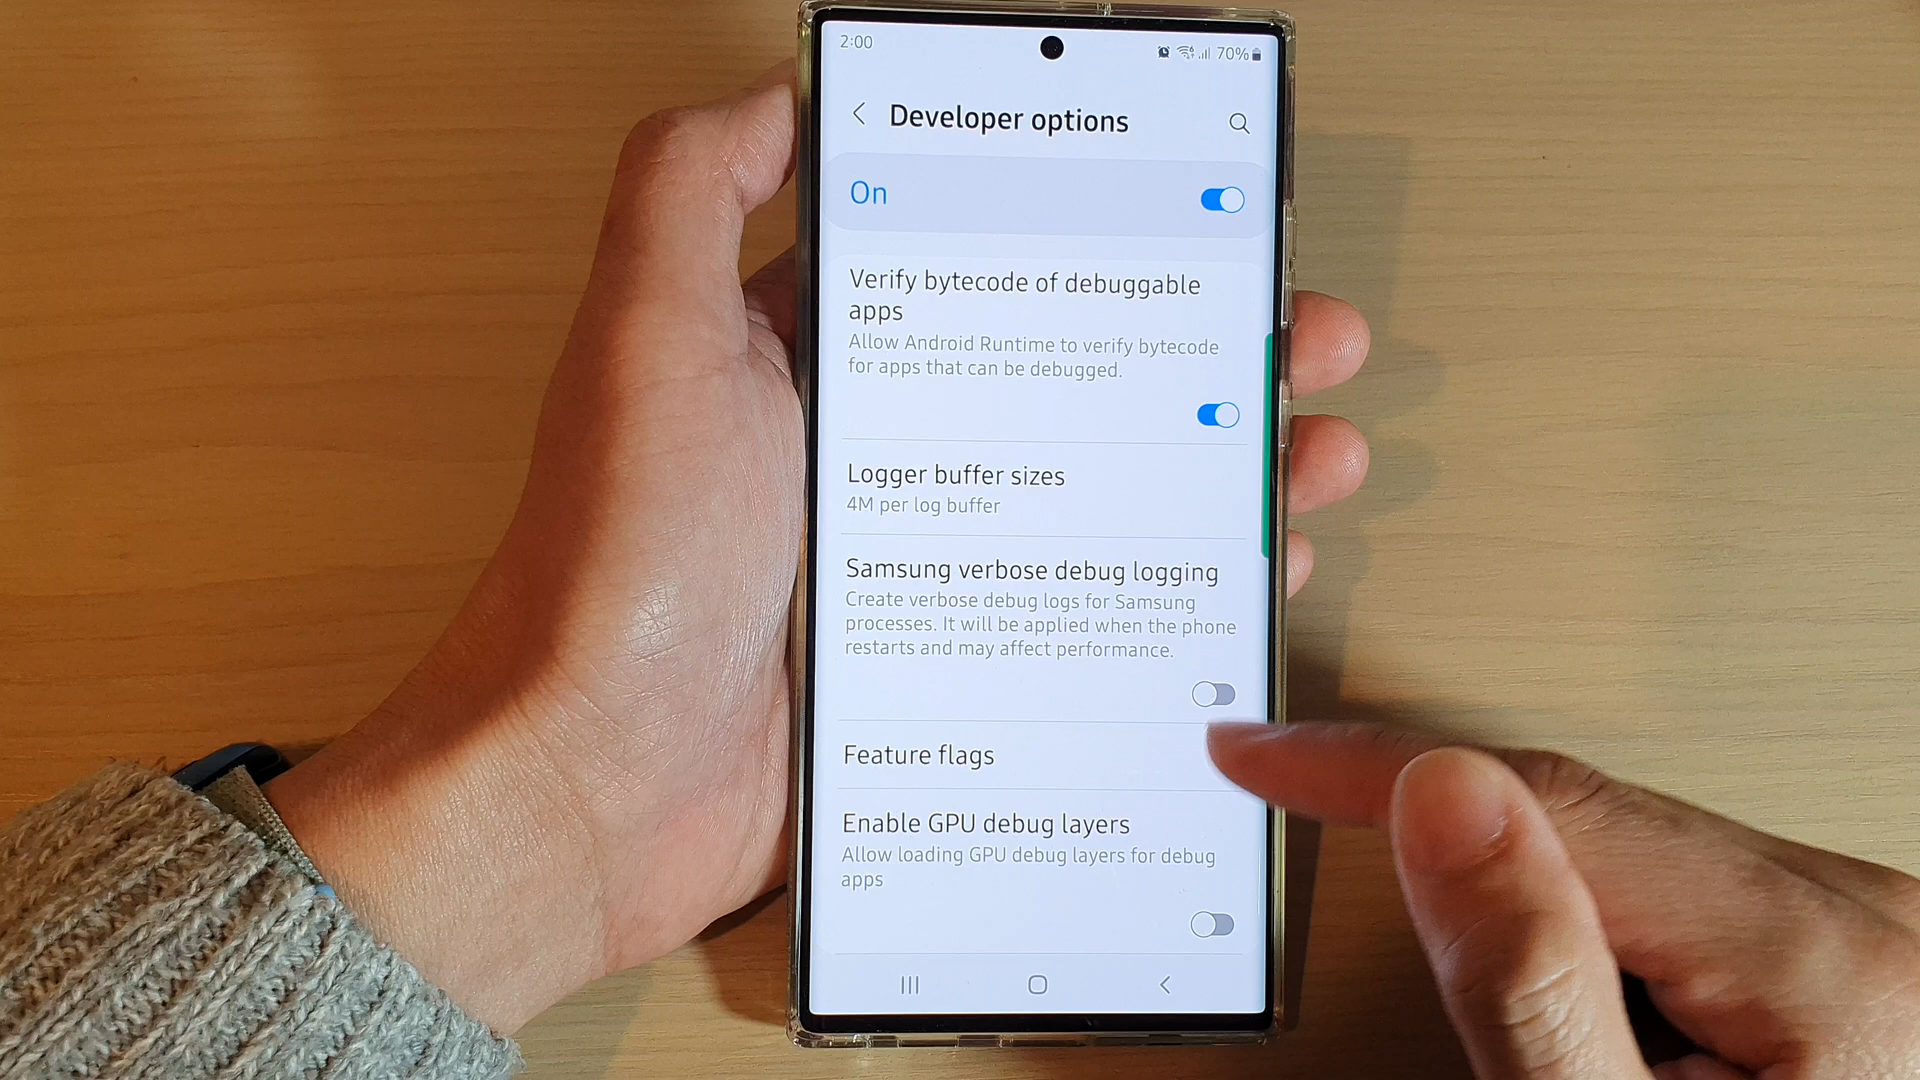 2:00
70%
Developer options
On
Verify bytecode of debuggable
apps
Allow Android Runtime to verify bytecode
for apps that can be debugged.
Logger buffer sizes
4M per log buffer
Samsung verbose debug logging
Create verbose debug logs for Samsung
processes. It will be applied when the phone
restarts and may affect performance.
Feature flags
Enable GPU debug layers
Allow loading GPU debug layers for debug
apps